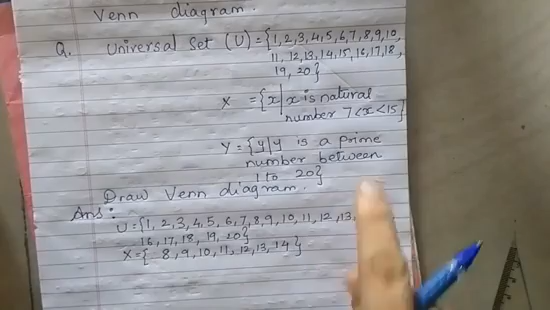 Venn diagram.
Q. Universal Set (U) = {1, 2, 3, 4, 5, 6, 7, 8, 9, 10,
11, 12, 13, 14, 15, 16, 17, 18,
19, 20}
X = {x | x is natural
number 7 < x < 15}
Y = {y | y is a prime
number between
1 to 20}
Draw Venn diagram.
Ans:
U = {1, 2, 3, 4, 5, 6, 7, 8, 9, 10, 11, 12, 13,
16, 17, 18, 19, 20}
X = { 8, 9, 10, 11, 12, 13, 14 }